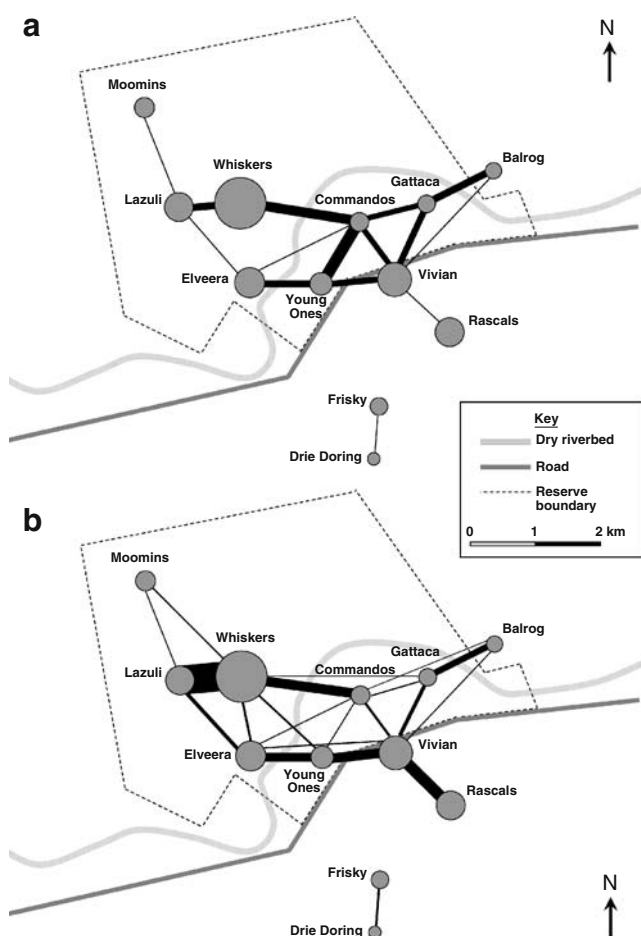 a
N
Moomins
Whiskers
Balrog
Gattaca
Lazuli
Commandos
Elveera
Vivian
Young
Ones
Rascals
Frisky
Drie Doring
Key
Dry riverbed
Road
Reserve
boundary
0 1 2 km
b
Moomins
Whiskers
Balrog
Gattaca
Lazuli
Commandos
Elveera
Vivian
Young
Ones
Rascals
Frisky
N
Drie Doring